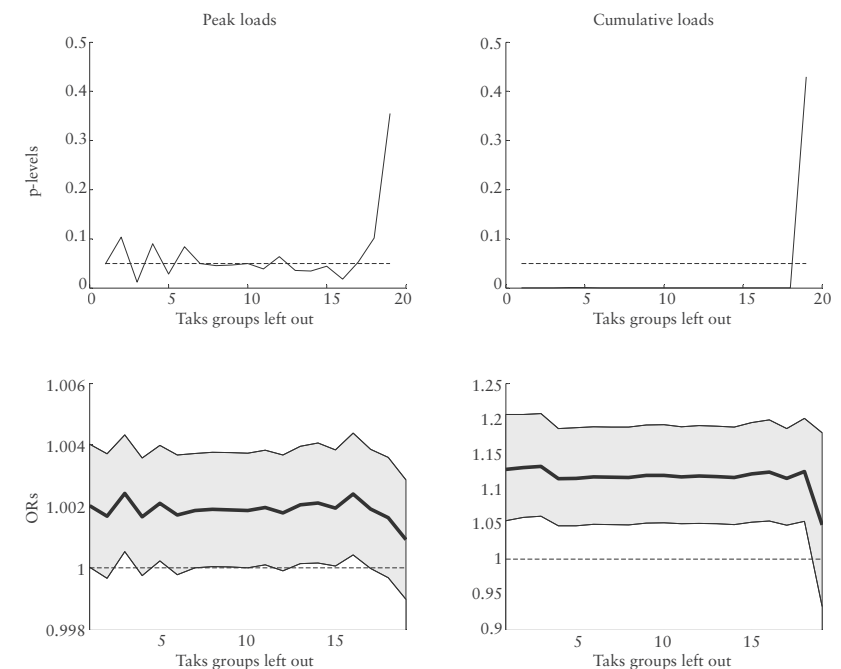 Peak loads
Cumulative loads
0.5
0.4
0.3
0.2
0.1
0
p-levels
0 5 10 15 20
Taks groups left out
0.5
0.4
0.3
0.2
0.1
0
0 5 10 15 20
Taks groups left out
1.006
1.004
1.002
1
0.998
ORs
5 10 15
Taks groups left out
1.25
1.2
1.15
1.1
1.05
1
0.95
0.9
5 10 15
Taks groups left out